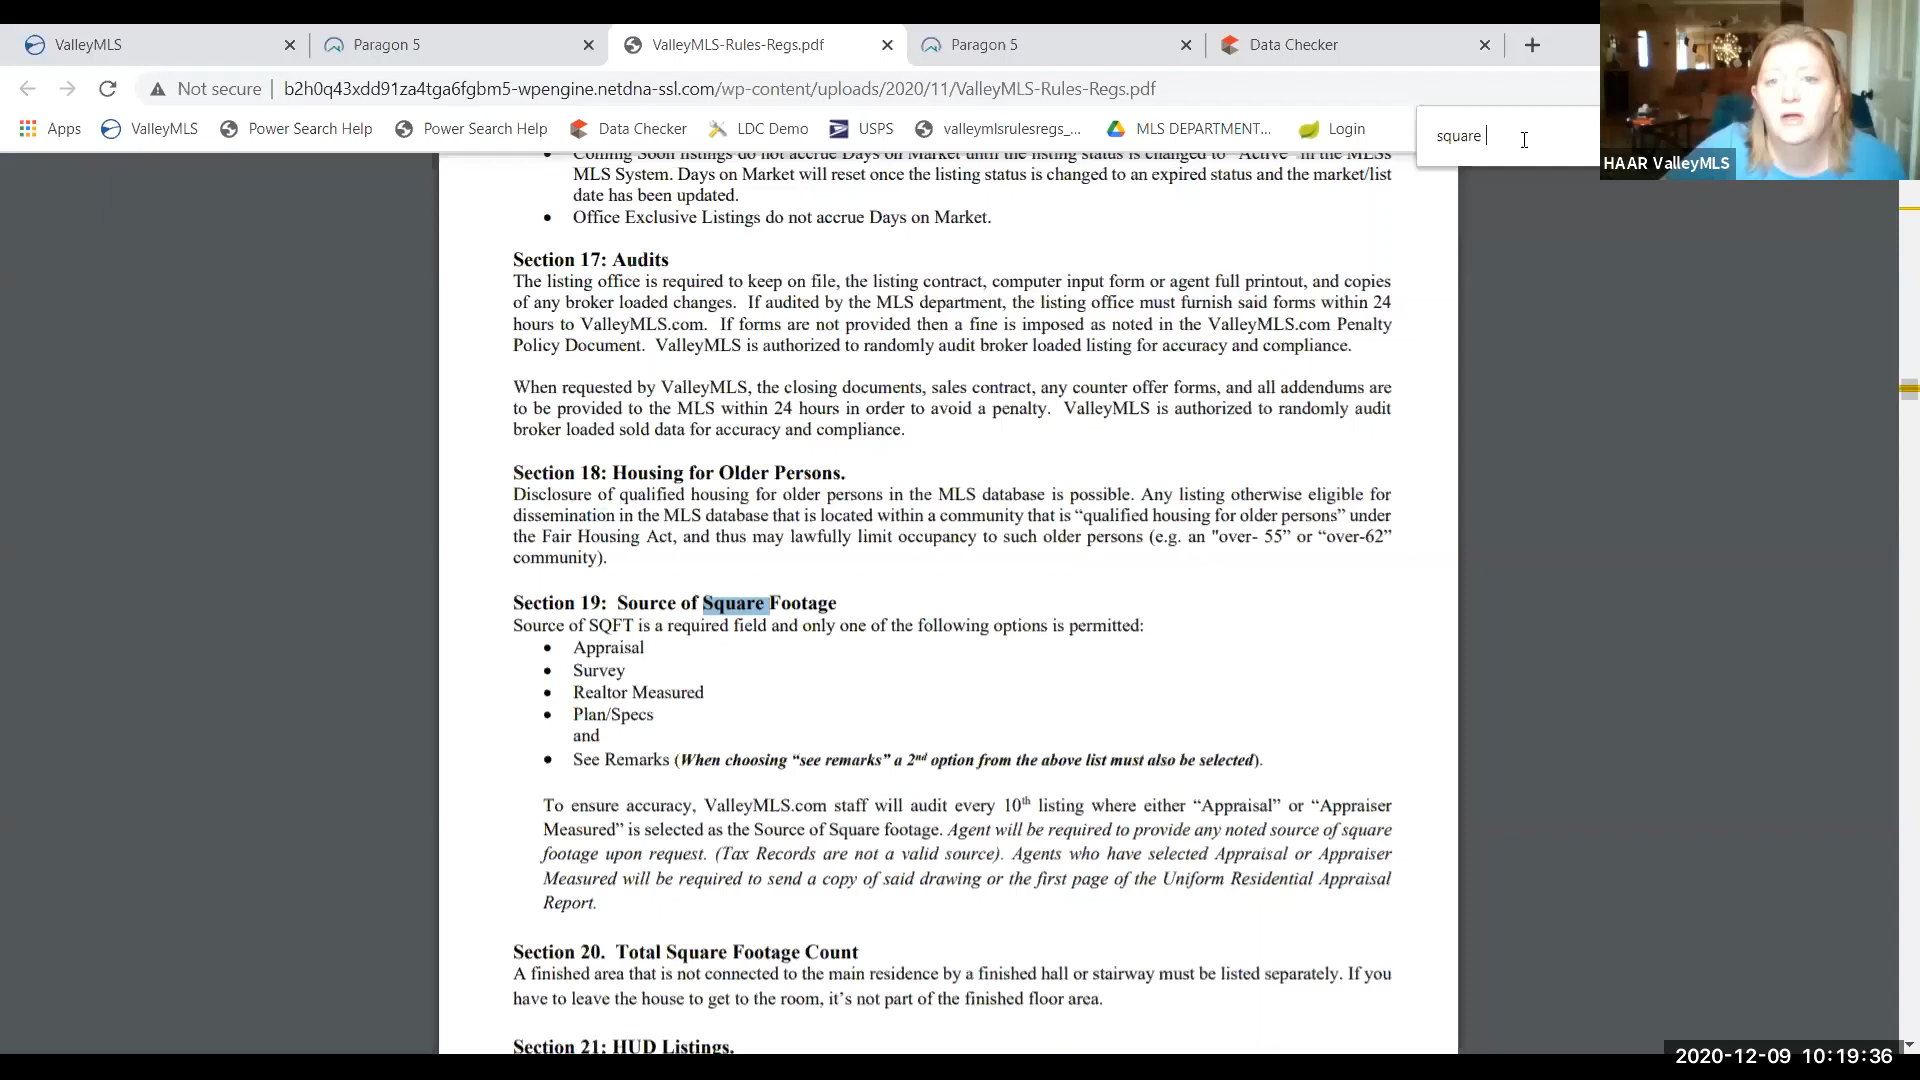 ValleyMLS
Paragon 5
ValleyMLS-Rules-Regs.pdf
Paragon 5
Data Checker
Not secure
b2h0q43xdd91za4tga6fgbm5-wpengine.netdna-ssl.com/wp-content/uploads/2020/11/ValleyMLS-Rules-Regs.pdf
Apps
ValleyMLS
Power Search Help
Power Search Help
Data Checker
LDC Demo
USPS
valleymlsrulesregs_...
MLS DEPARTMENT...
Login
square
HAAR ValleyMLS
Coming Soon listings do not accrue Days on Market until the listing status is changed to "Active" in the MLSs
MLS System. Days on Market will reset once the listing status is changed to an expired status and the market/list
date has been updated.
• Office Exclusive Listings do not accrue Days on Market.
Section 17: Audits
The listing office is required to keep on file, the listing contract, computer input form or agent full printout, and copies
of any broker loaded changes. If audited by the MLS department, the listing office must furnish said forms within 24
hours to ValleyMLS.com. If forms are not provided then a fine is imposed as noted in the ValleyMLS.com Penalty
Policy Document. ValleyMLS is authorized to randomly audit broker loaded listing for accuracy and compliance.
When requested by ValleyMLS, the closing documents, sales contract, any counter offer forms, and all addendums are
to be provided to the MLS within 24 hours in order to avoid a penalty. ValleyMLS is authorized to randomly audit
broker loaded sold data for accuracy and compliance.
Section 18: Housing for Older Persons.
Disclosure of qualified housing for older persons in the MLS database is possible. Any listing otherwise eligible for
dissemination in the MLS database that is located within a community that is “qualified housing for older persons” under
the Fair Housing Act, and thus may lawfully limit occupancy to such older persons (e.g. an "over- 55” or “over-62”
community).
Section 19: Source of Square Footage
Source of SQFT is a required field and only one of the following options is permitted:
• Appraisal
• Survey
• Realtor Measured
• Plan/Specs
and
• See Remarks (When choosing “see remarks” a 2nd option from the above list must also be selected).
To ensure accuracy, ValleyMLS.com staff will audit every 10th listing where either “Appraisal” or “Appraiser
Measured” is selected as the Source of Square footage. Agent will be required to provide any noted source of square
footage upon request. (Tax Records are not a valid source). Agents who have selected Appraisal or Appraiser
Measured will be required to send a copy of said drawing or the first page of the Uniform Residential Appraisal
Report.
Section 20. Total Square Footage Count
A finished area that is not connected to the main residence by a finished hall or stairway must be listed separately. If you
have to leave the house to get to the room, it’s not part of the finished floor area.
Section 21: HUD Listings.
2020-12-09 10:19:36